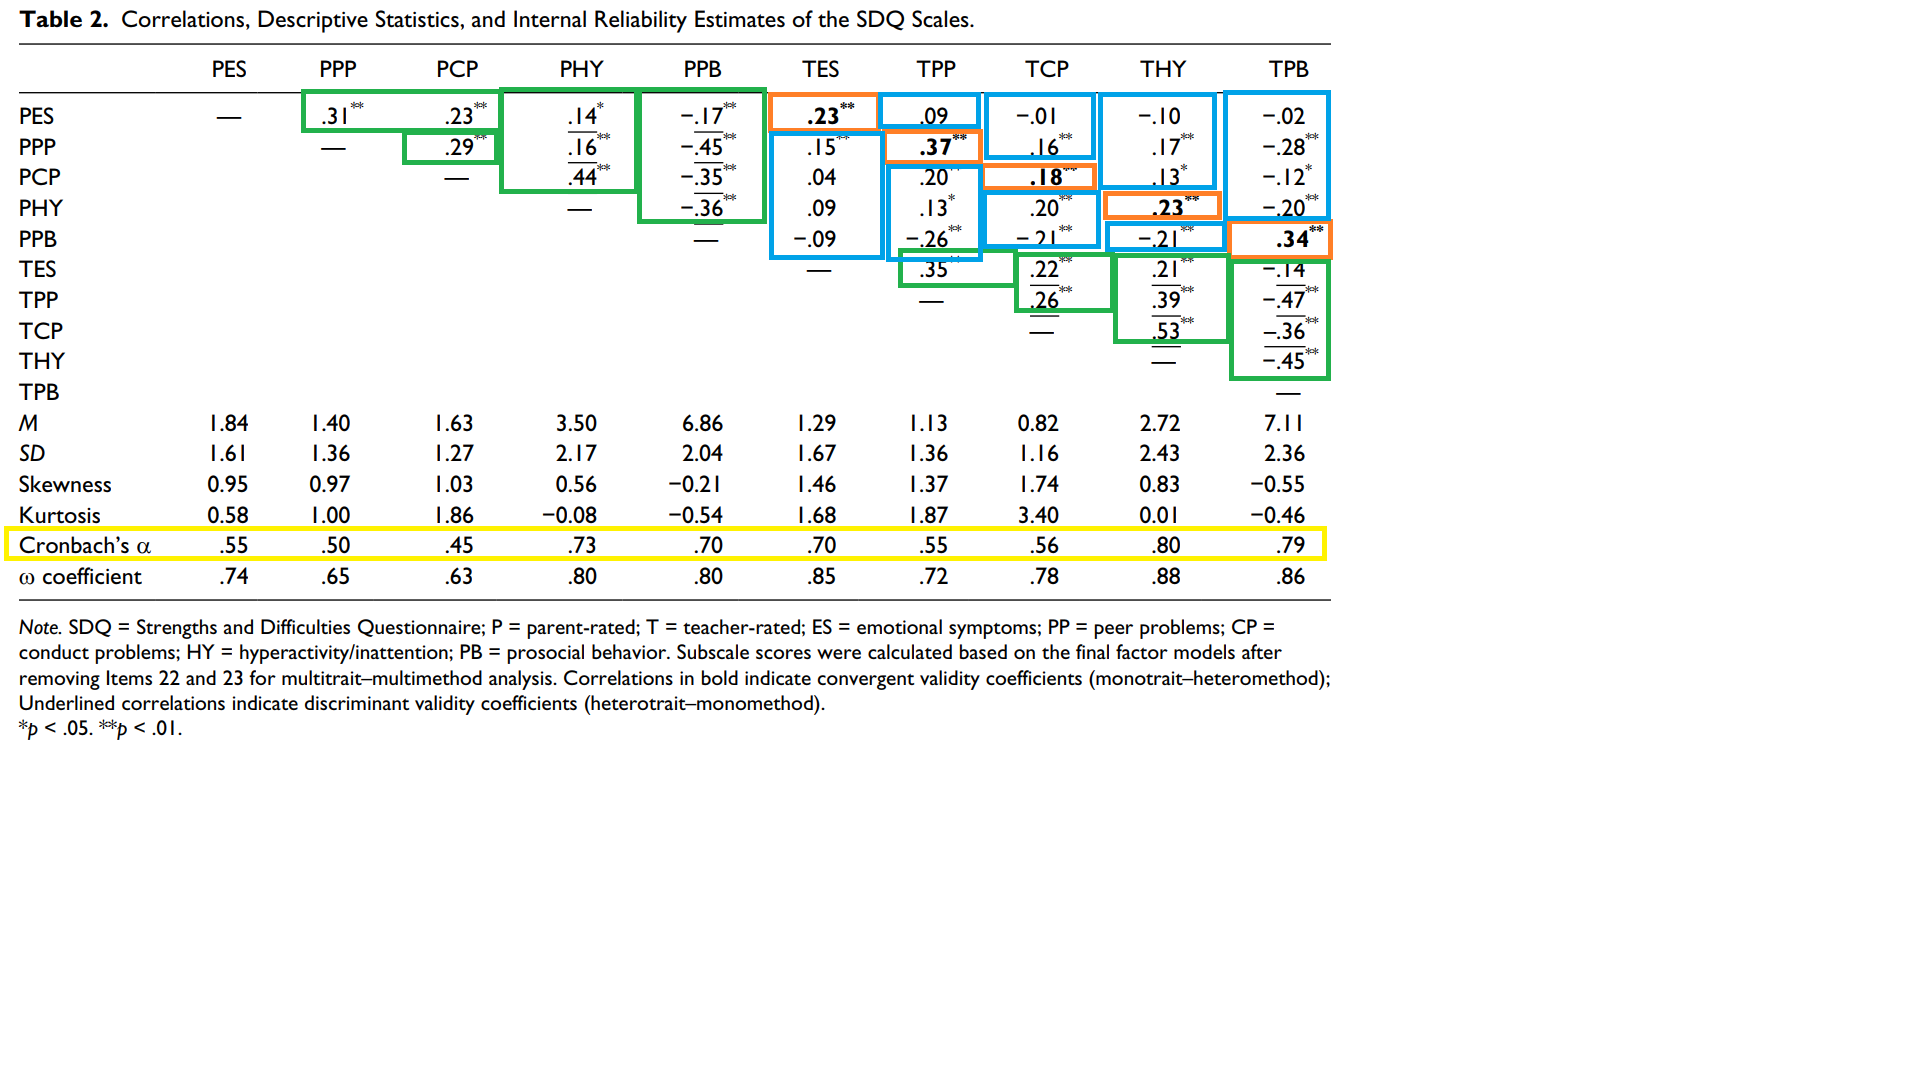 Table 2. Correlations, Descriptive Statistics, and Internal Reliability Estimates of the SDQ Scales.
PES PPP PCP PHY PPB TES TPP TCP THY TPB
PES — .31** .23** .14* −.17** .23** .09 −.01 −.10 −.02
PPP — .29** .16** −.45** .15** .37** .16** .17** −.28**
PCP — .44** −.35** .04 .20** .18** .13* −.12*
PHY — −.36** .09 .13* .20** .23** −.20**
PPB — −.09 −.26** −.21** −.21** .34**
TES — .35** .22** .21** −.14
TPP — .26** .39** −.47**
TCP — .53** −.36**
THY — −.45**
TPB —
M 1.84 1.40 1.63 3.50 6.86 1.29 1.13 0.82 2.72 7.11
SD 1.61 1.36 1.27 2.17 2.04 1.67 1.36 1.16 2.43 2.36
Skewness 0.95 0.97 1.03 0.56 −0.21 1.46 1.37 1.74 0.83 −0.55
Kurtosis 0.58 1.00 1.86 −0.08 −0.54 1.68 1.87 3.40 0.01 −0.46
Cronbach's α .55 .50 .45 .73 .70 .70 .55 .56 .80 .79
ω coefficient .74 .65 .63 .80 .80 .85 .72 .78 .88 .86
Note. SDQ = Strengths and Difficulties Questionnaire; P = parent-rated; T = teacher-rated; ES = emotional symptoms; PP = peer problems; CP =
conduct problems; HY = hyperactivity/inattention; PB = prosocial behavior. Subscale scores were calculated based on the final factor models after
removing Items 22 and 23 for multitrait–multimethod analysis. Correlations in bold indicate convergent validity coefficients (monotrait–heteromethod);
Underlined correlations indicate discriminant validity coefficients (heterotrait–monomethod).
*p < .05. **p < .01.